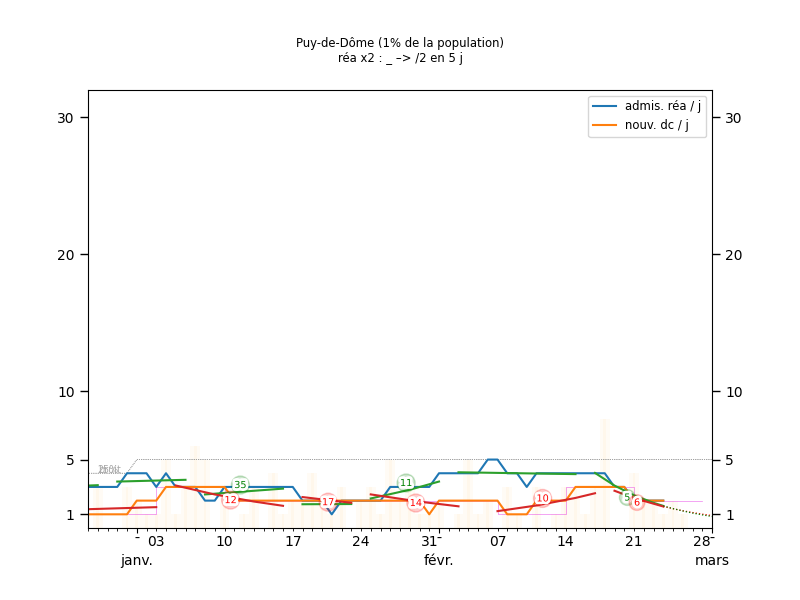 Puy-de-Dôme (1% de la population)
réa x2 : _ –> /2 en 5 j
admis. réa / j
nouv. dc / j
30 30
20 20
10 10
5 5
1 1
35
12
17
11
14
10
5
6
03 10 17 24 31 07 14 21 28
janv. févr. mars